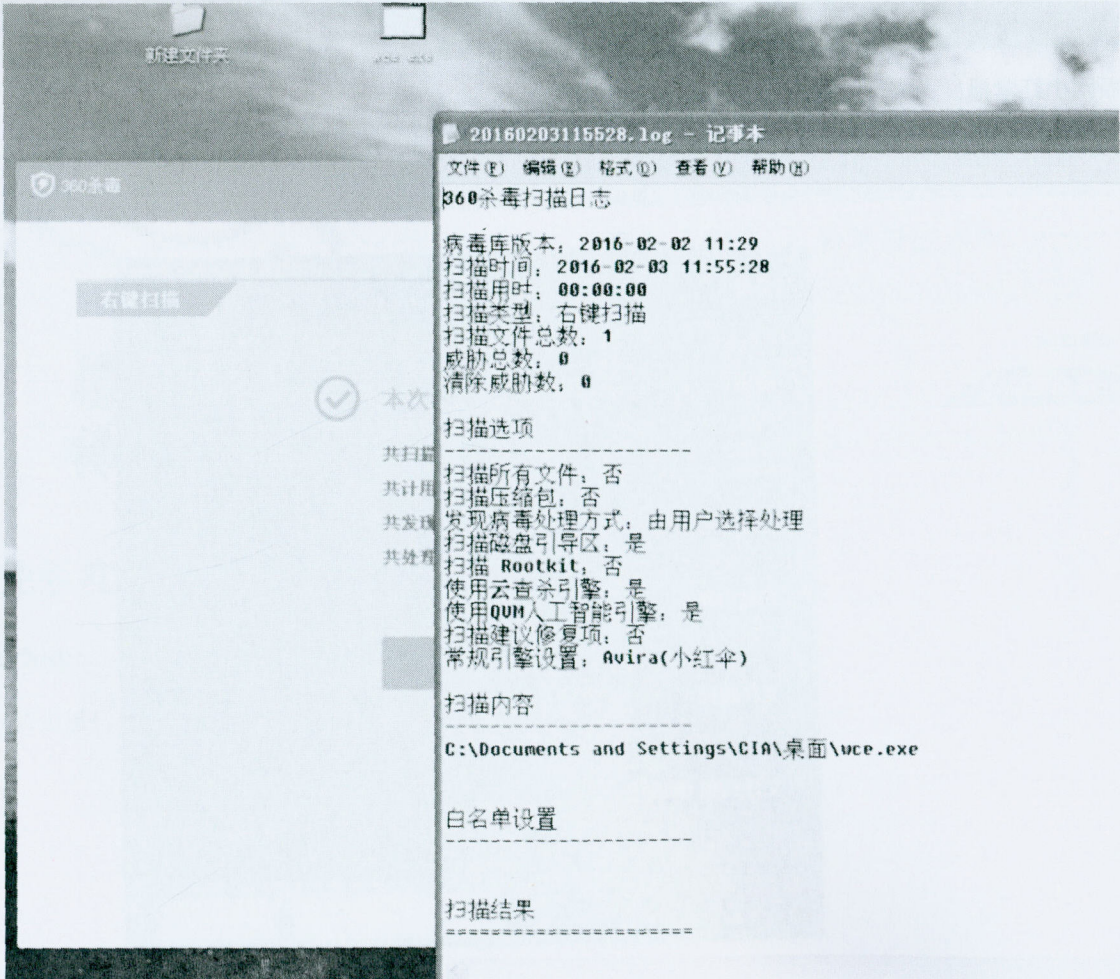 新建文件夹
wce.exe
360杀毒
右键扫描
本次
共扫描
共计用
共发现
共处理
20160203115528.log - 记事本
文件(F) 编辑(E) 格式(O) 查看(V) 帮助(H)
360杀毒扫描日志
病毒库版本：2016-02-02 11:29
扫描时间：2016-02-03 11:55:28
扫描用时：00:00:00
扫描类型：右键扫描
扫描文件总数：1
威胁总数：0
清除威胁数：0
扫描选项
----------------------
扫描所有文件：否
扫描压缩包：否
发现病毒处理方式：由用户选择处理
扫描磁盘引导区：是
扫描 Rootkit：否
使用云查杀引擎：是
使用QVM人工智能引擎：是
扫描建议修复项：否
常规引擎设置：Avira(小红伞)
扫描内容
----------------------
C:\Documents and Settings\CIA\桌面\wce.exe
白名单设置
----------------------
扫描结果
======================